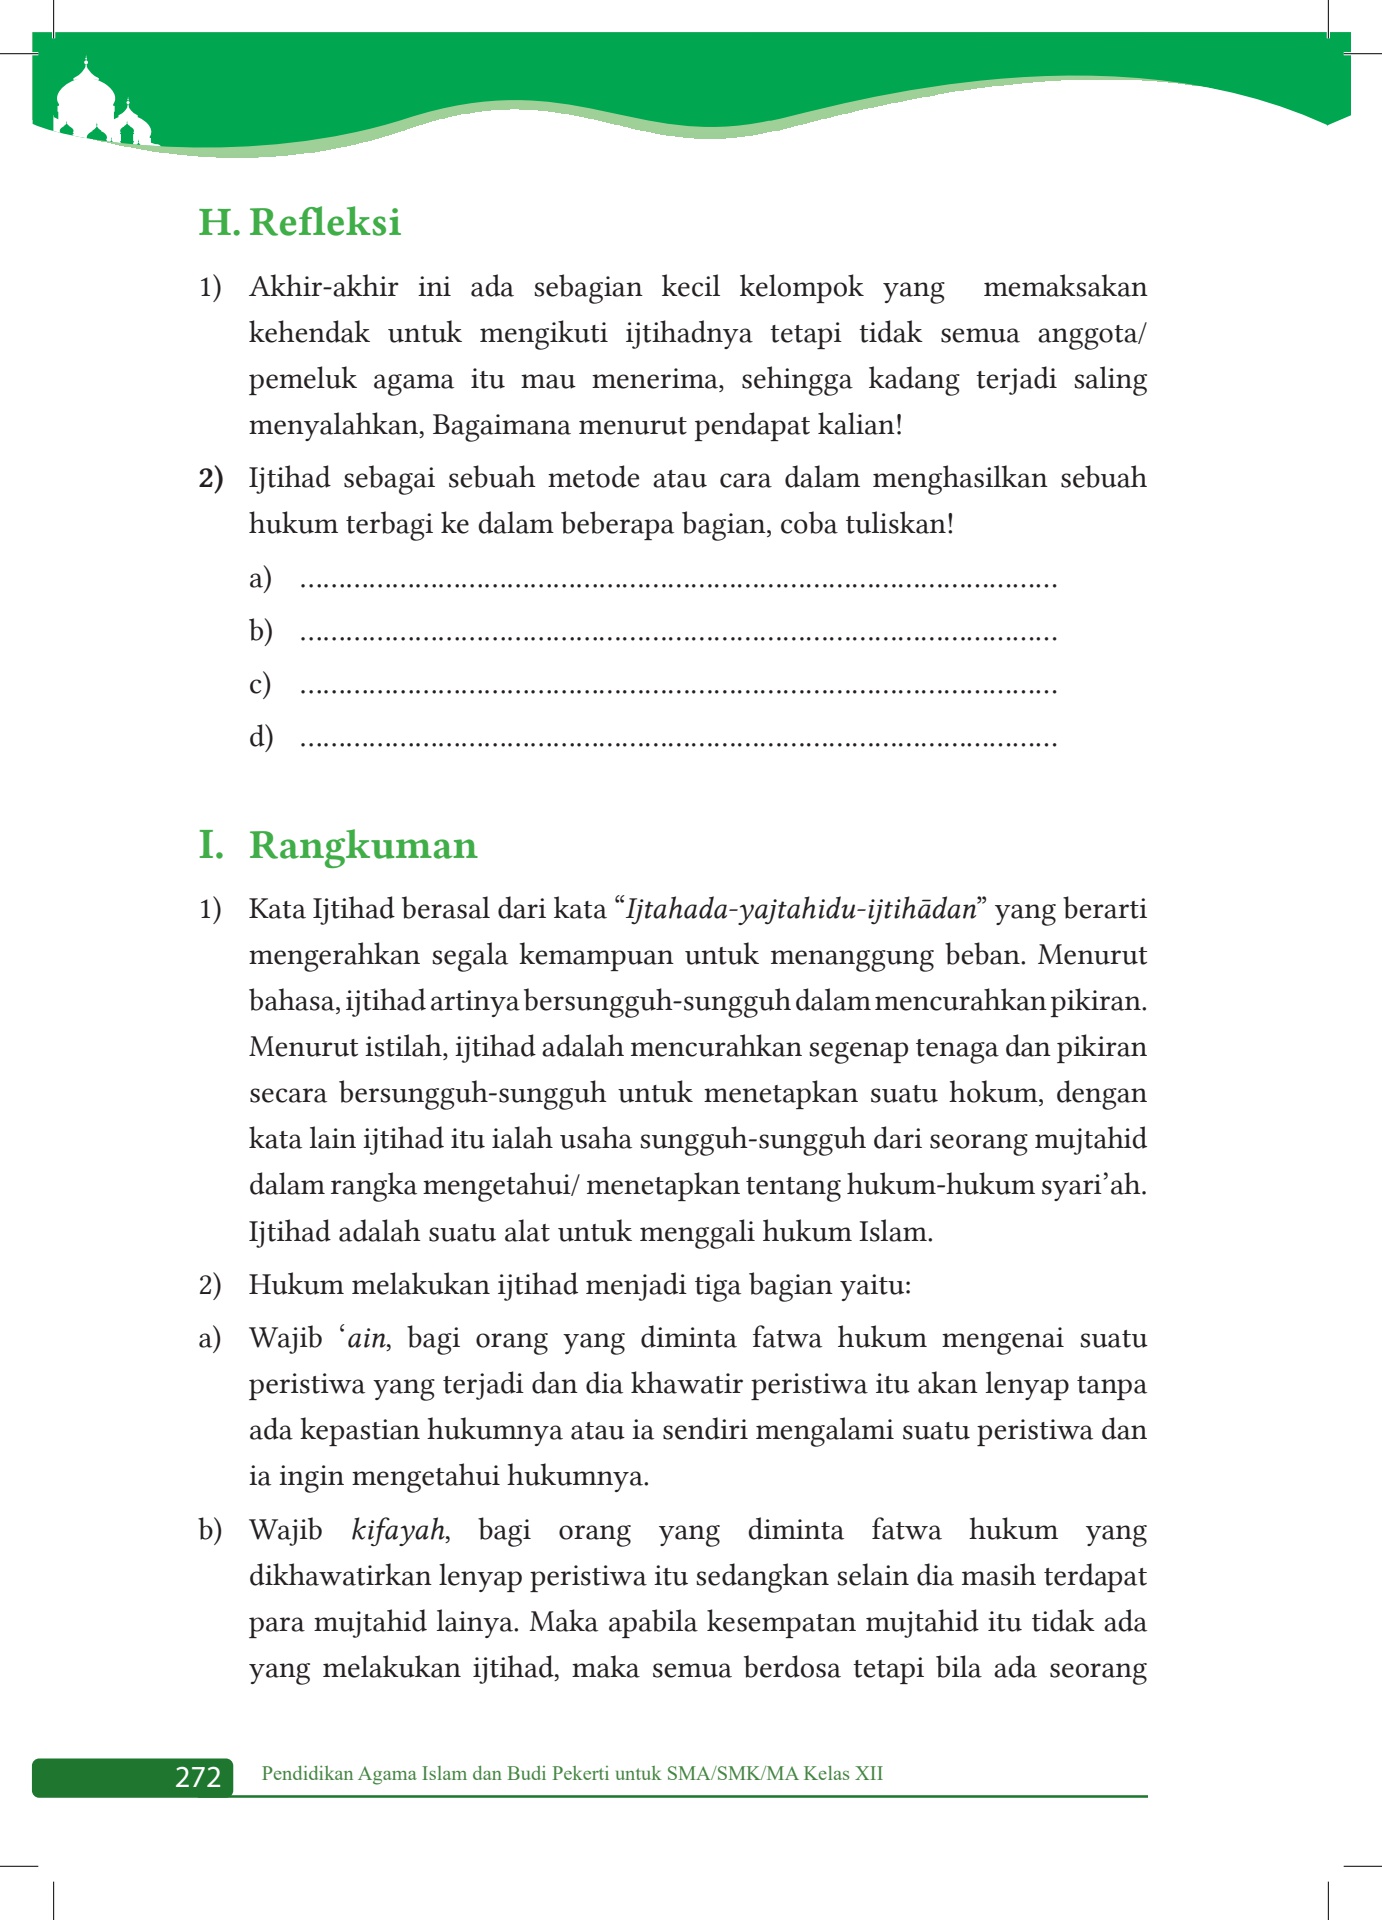 H. Refleksi
1) Akhir-akhir ini ada sebagian kecil kelompok yang memaksakan
kehendak untuk mengikuti ijtihadnya tetapi tidak semua anggota/
pemeluk agama itu mau menerima, sehingga kadang terjadi saling
menyalahkan, Bagaimana menurut pendapat kalian!
2) Ijtihad sebagai sebuah metode atau cara dalam menghasilkan sebuah
hukum terbagi ke dalam beberapa bagian, coba tuliskan!
a) ....................................................................................................
b) ....................................................................................................
c) ....................................................................................................
d) ....................................................................................................
I. Rangkuman
1) Kata Ijtihad berasal dari kata “Ijtahada-yajtahidu-ijtihādan” yang berarti
mengerahkan segala kemampuan untuk menanggung beban. Menurut
bahasa, ijtihad artinya bersungguh-sungguh dalam mencurahkan pikiran.
Menurut istilah, ijtihad adalah mencurahkan segenap tenaga dan pikiran
secara bersungguh-sungguh untuk menetapkan suatu hokum, dengan
kata lain ijtihad itu ialah usaha sungguh-sungguh dari seorang mujtahid
dalam rangka mengetahui/ menetapkan tentang hukum-hukum syari’ah.
Ijtihad adalah suatu alat untuk menggali hukum Islam.
2) Hukum melakukan ijtihad menjadi tiga bagian yaitu:
a) Wajib ‘ain, bagi orang yang diminta fatwa hukum mengenai suatu
peristiwa yang terjadi dan dia khawatir peristiwa itu akan lenyap tanpa
ada kepastian hukumnya atau ia sendiri mengalami suatu peristiwa dan
ia ingin mengetahui hukumnya.
b) Wajib kifayah, bagi orang yang diminta fatwa hukum yang
dikhawatirkan lenyap peristiwa itu sedangkan selain dia masih terdapat
para mujtahid lainya. Maka apabila kesempatan mujtahid itu tidak ada
yang melakukan ijtihad, maka semua berdosa tetapi bila ada seorang
272 Pendidikan Agama Islam dan Budi Pekerti untuk SMA/SMK/MA Kelas XII